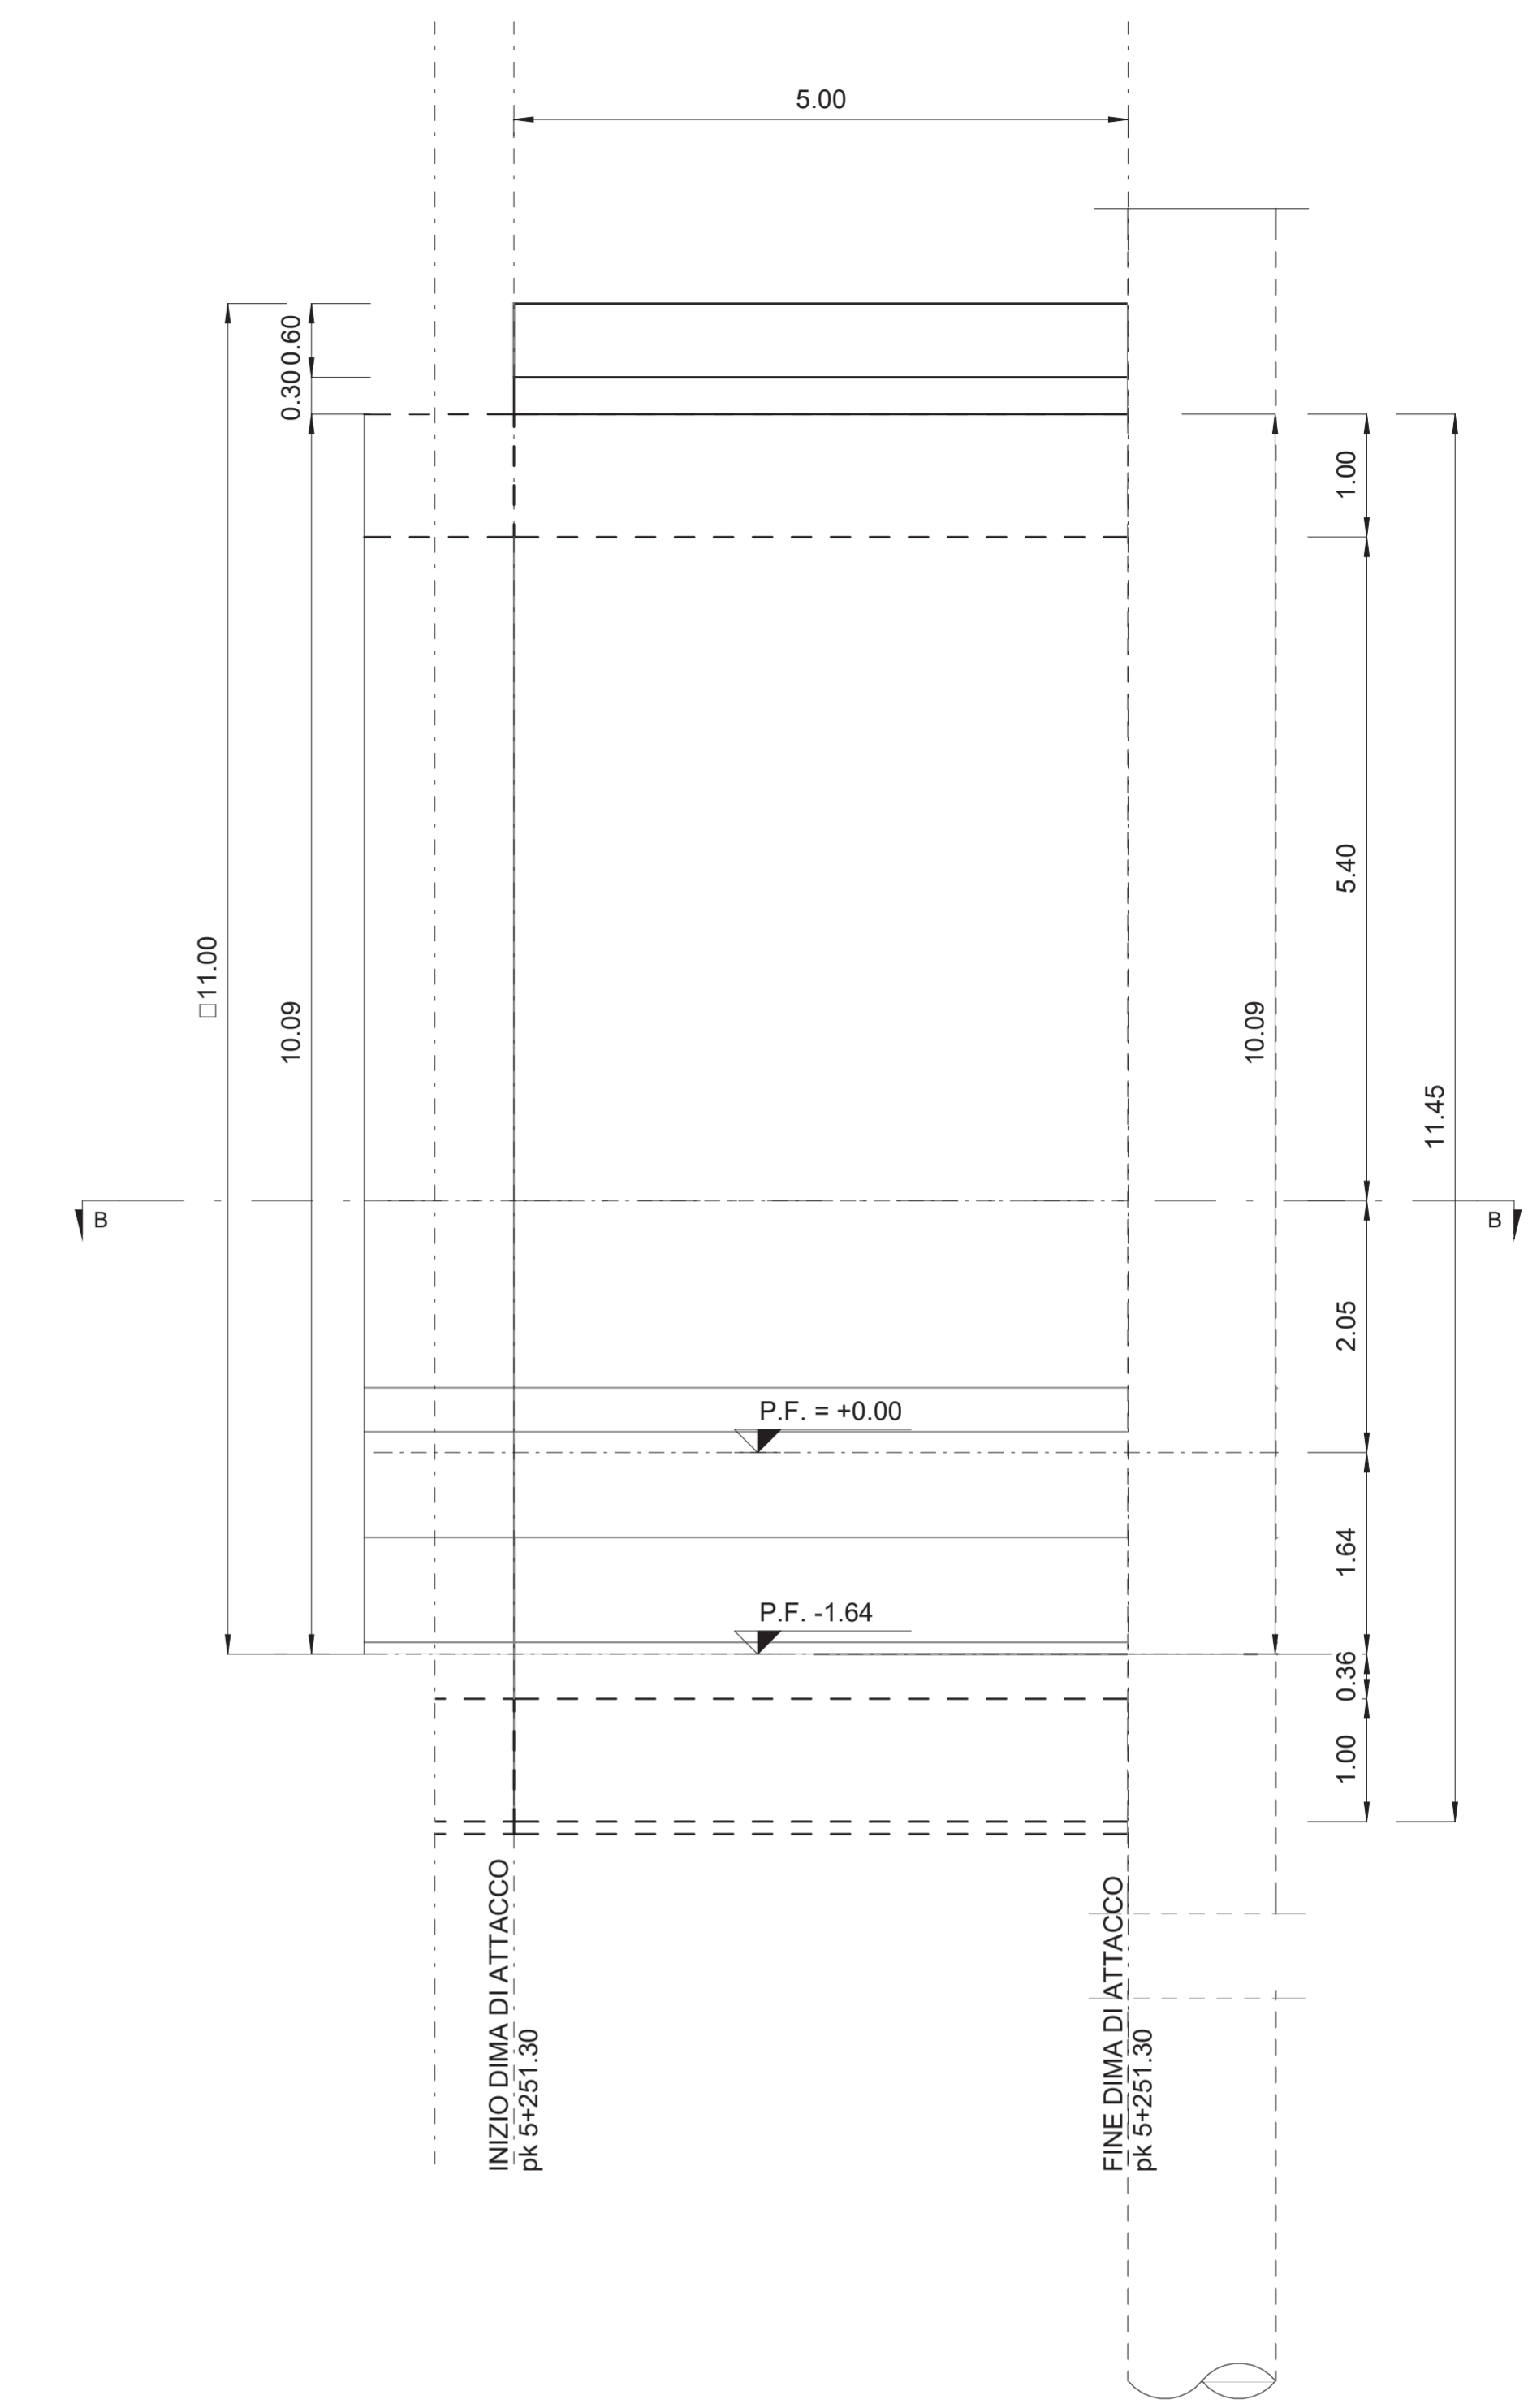 5.00
0.60
0.30
1.00
5.40
□11.00
10.09
10.09
11.45
B
B
2.05
P.F. = +0.00
1.64
P.F. -1.64
0.36
1.00
INIZIO DIMA DI ATTACCO
pk 5+251.30
FINE DIMA DI ATTACCO
pk 5+251.30